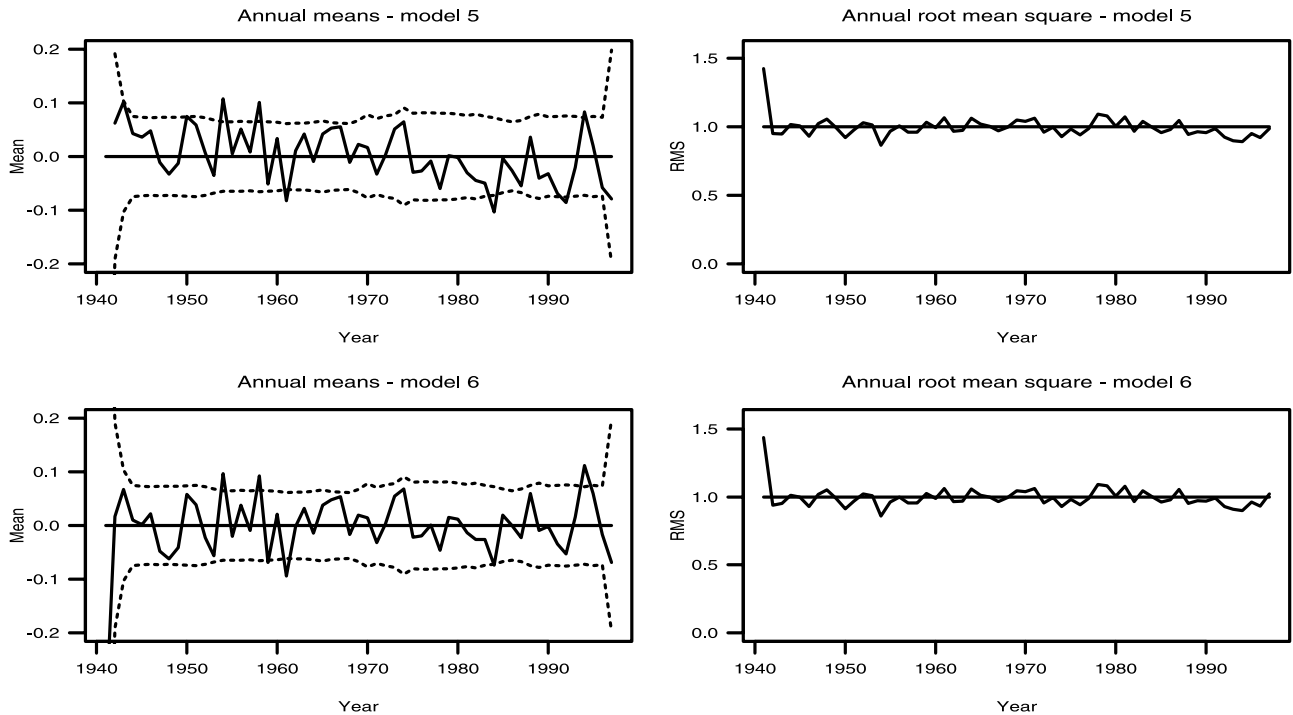 Annual means - model 5
Mean
0.2
0.1
0.0
-0.1
-0.2
1940 1950 1960 1970 1980 1990
Year
Annual root mean square - model 5
RMS
1.5
1.0
0.5
0.0
1940 1950 1960 1970 1980 1990
Year
Annual means - model 6
Mean
0.2
0.1
0.0
-0.1
-0.2
1940 1950 1960 1970 1980 1990
Year
Annual root mean square - model 6
RMS
1.5
1.0
0.5
0.0
1940 1950 1960 1970 1980 1990
Year